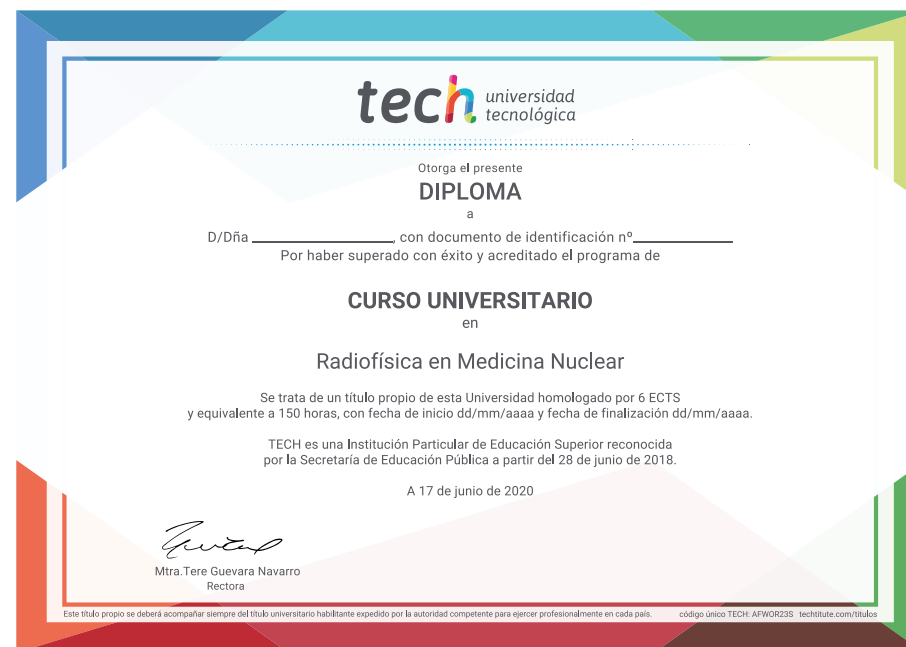 tech universidad
tecnológica
Otorga el presente
DIPLOMA
a
D/Dña ____________________, con documento de identificación nº______________
Por haber superado con éxito y acreditado el programa de
CURSO UNIVERSITARIO
en
Radiofísica en Medicina Nuclear
Se trata de un título propio de esta Universidad homologado por 6 ECTS
y equivalente a 150 horas, con fecha de inicio dd/mm/aaaa y fecha de finalización dd/mm/aaaa.
TECH es una Institución Particular de Educación Superior reconocida
por la Secretaría de Educación Pública a partir del 28 de junio de 2018.
A 17 de junio de 2020
Mtra.Tere Guevara Navarro
Rectora
Este título propio se deberá acompañar siempre del título universitario habilitante expedido por la autoridad competente para ejercer profesionalmente en cada país. código único TECH: AFWOR23S techtitute.com/títulos